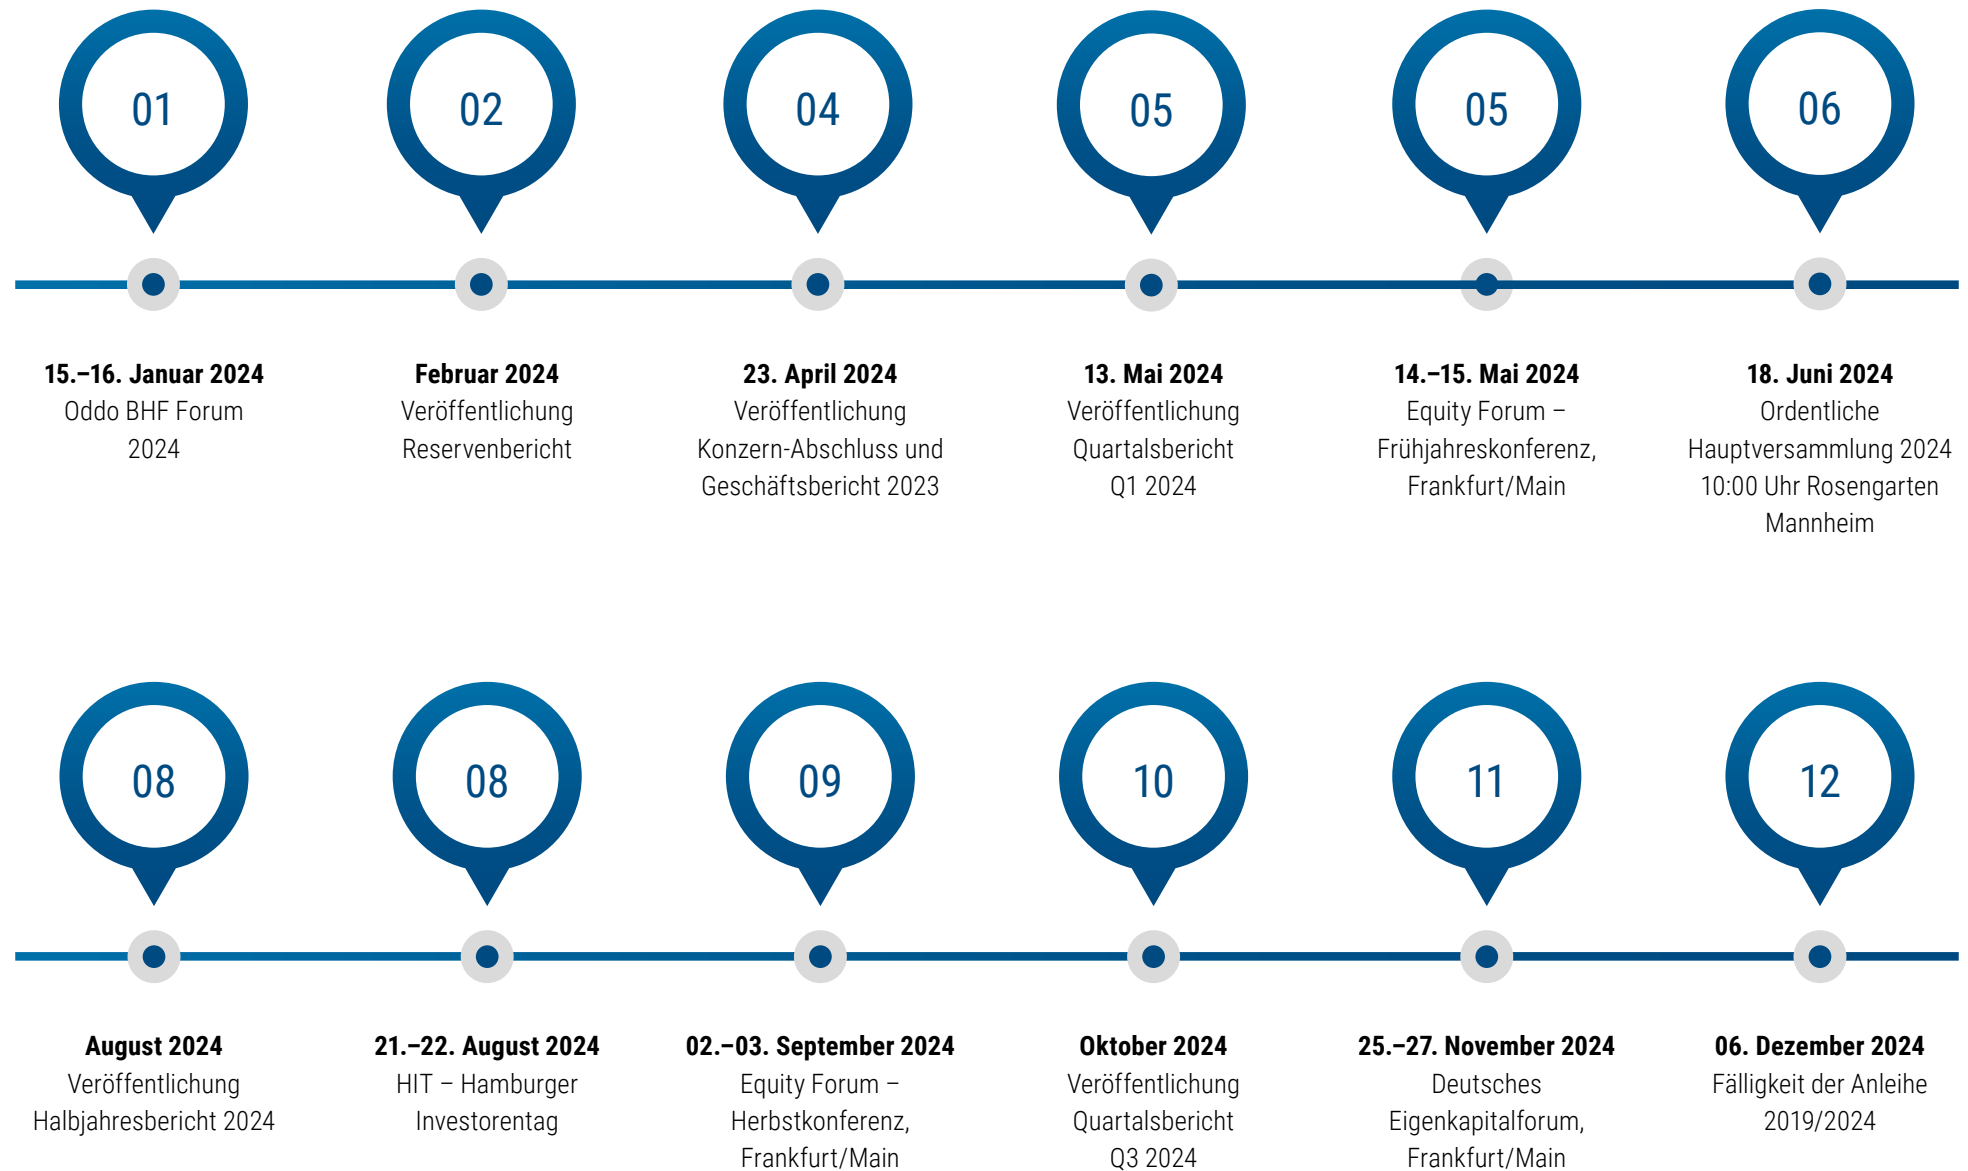 01
02
04
05
05
06
15.–16. Januar 2024
Oddo BHF Forum
2024
Februar 2024
Veröffentlichung
Reservenbericht
23. April 2024
Veröffentlichung
Konzern-Abschluss und
Geschäftsbericht 2023
13. Mai 2024
Veröffentlichung
Quartalsbericht
Q1 2024
14.–15. Mai 2024
Equity Forum –
Frühjahreskonferenz,
Frankfurt/Main
18. Juni 2024
Ordentliche
Hauptversammlung 2024
10:00 Uhr Rosengarten
Mannheim
08
08
09
10
11
12
August 2024
Veröffentlichung
Halbjahresbericht 2024
21.–22. August 2024
HIT – Hamburger
Investorentag
02.–03. September 2024
Equity Forum –
Herbstkonferenz,
Frankfurt/Main
Oktober 2024
Veröffentlichung
Quartalsbericht
Q3 2024
25.–27. November 2024
Deutsches
Eigenkapitalforum,
Frankfurt/Main
06. Dezember 2024
Fälligkeit der Anleihe
2019/2024